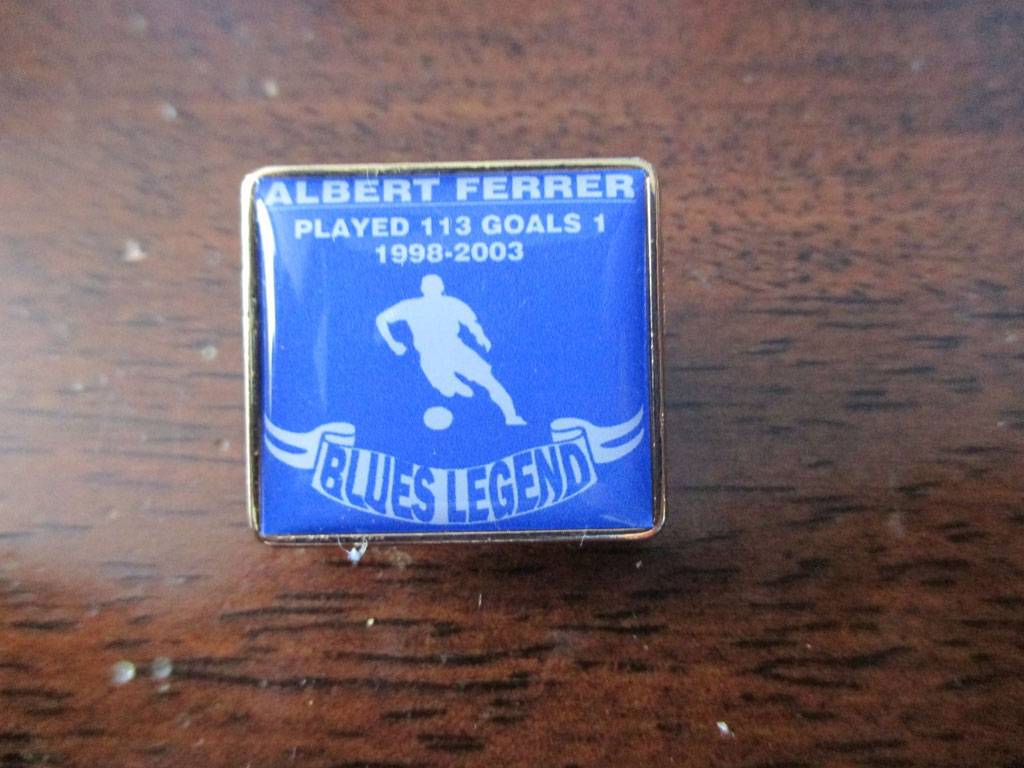 ALBERT FERRER
PLAYED 113 GOALS 1
1998-2003
BLUES LEGEND